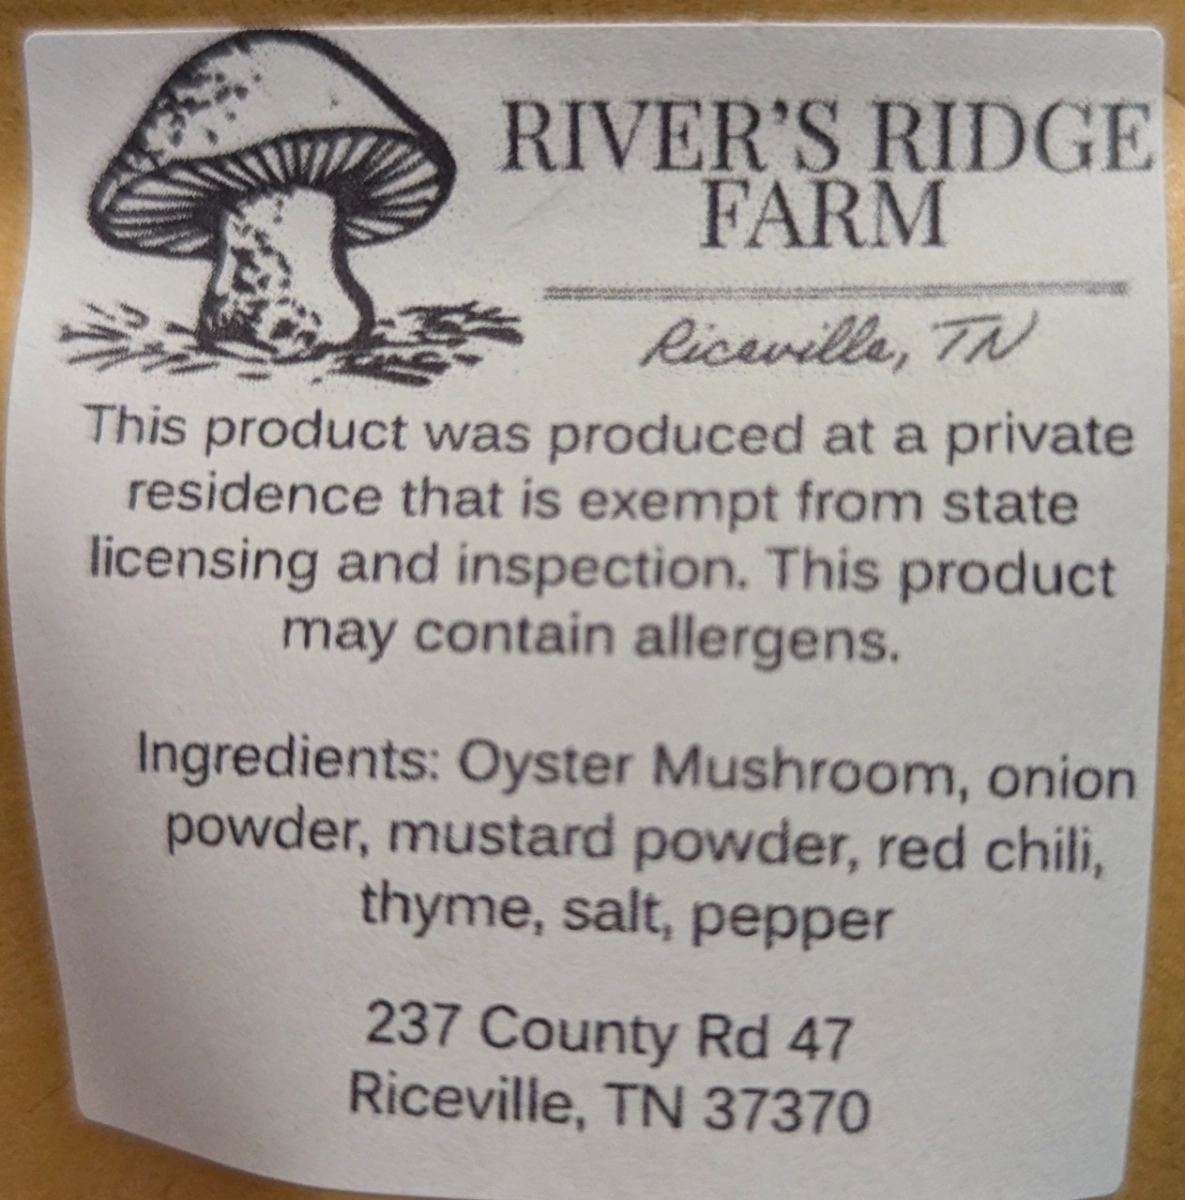 RIVER'S RIDGE
FARM
Riceville, TN
This product was produced at a private
residence that is exempt from state
licensing and inspection. This product
may contain allergens.
Ingredients: Oyster Mushroom, onion
powder, mustard powder, red chili,
thyme, salt, pepper
237 County Rd 47
Riceville, TN 37370